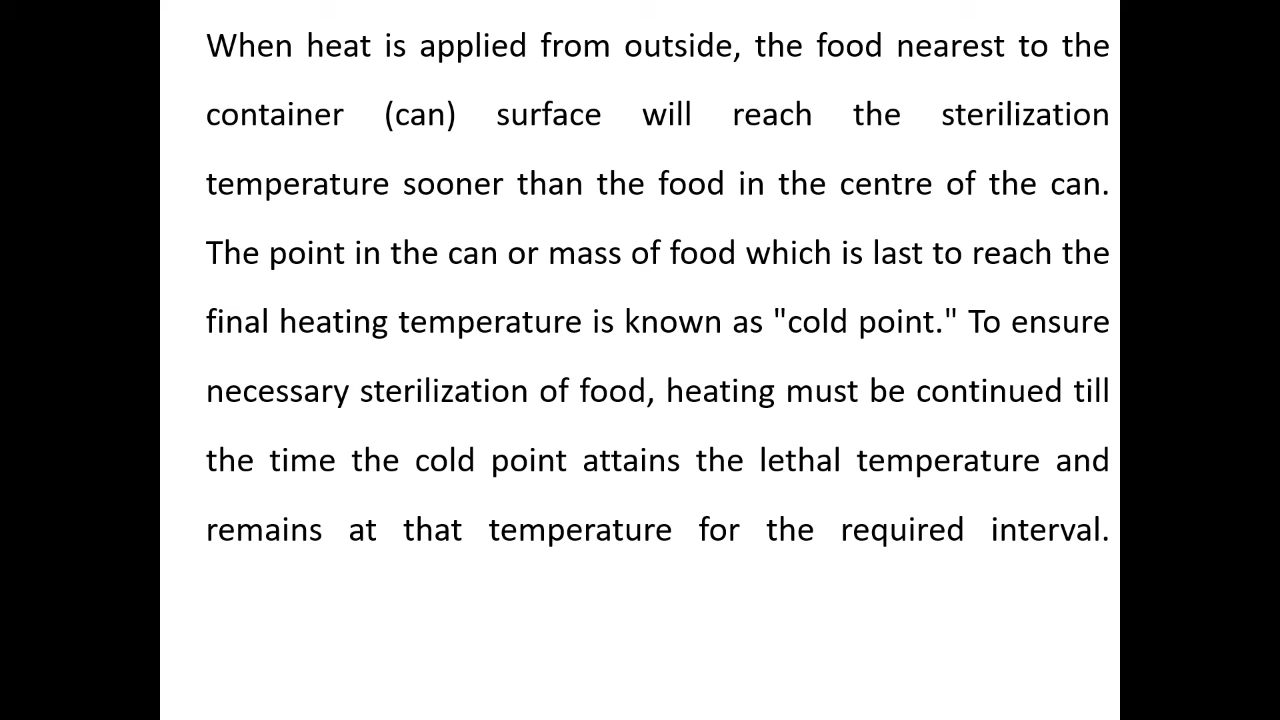 When heat is applied from outside, the food nearest to the
container (can) surface will reach the sterilization
temperature sooner than the food in the centre of the can.
The point in the can or mass of food which is last to reach the
final heating temperature is known as "cold point." To ensure
necessary sterilization of food, heating must be continued till
the time the cold point attains the lethal temperature and
remains at that temperature for the required interval.